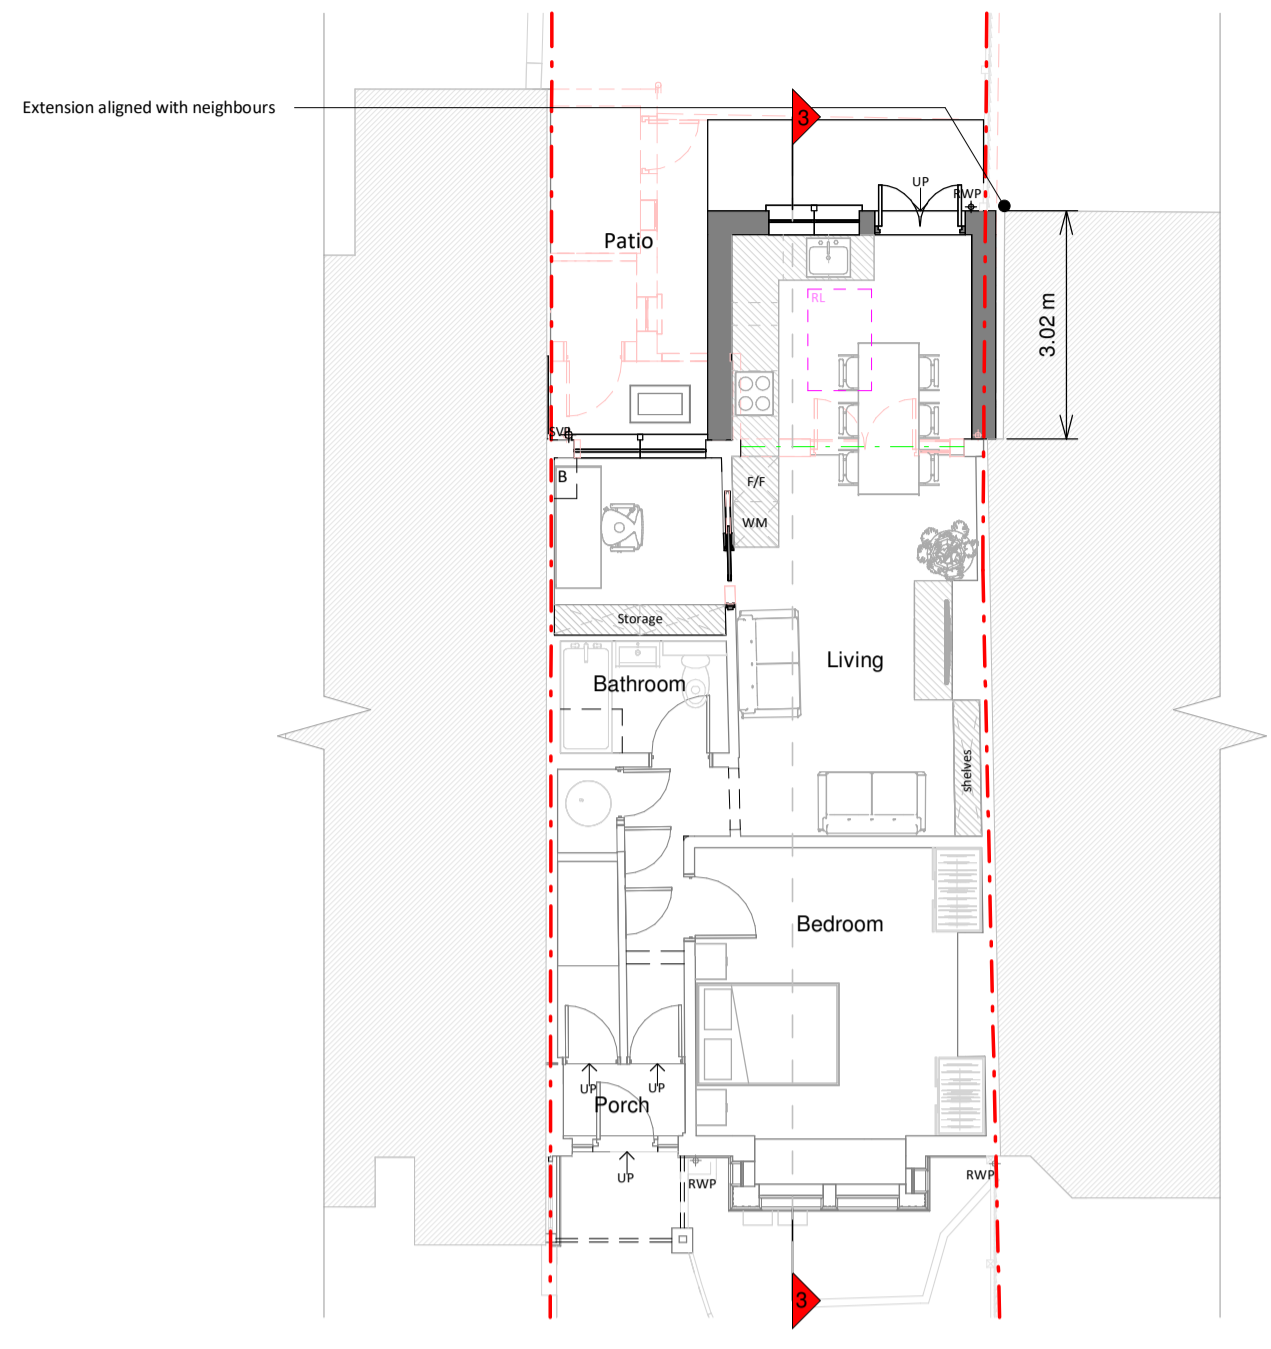 Extension aligned with neighbours
3
UP
RWP
Patio
RL
3.02 m
SVP
B
F/F
WM
Storage
Living
Bathroom
shelves
Bedroom
UP
UP
Porch
UP
RWP
RWP
3